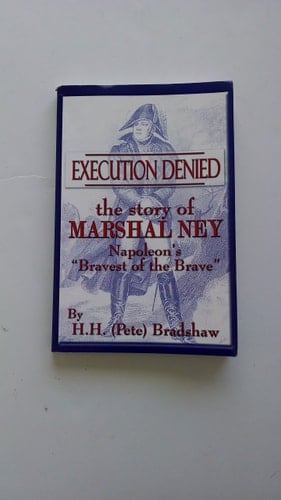 EXECUTION DENIED
the story of
MARSHAL NEY
Napoleon's
"Bravest of the Brave"
By
H.H. (Pete) Bradshaw